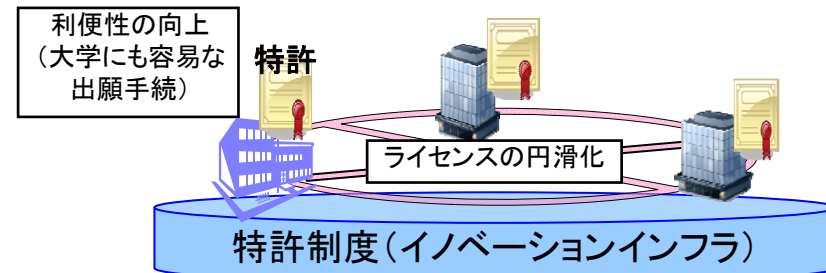 利便性の向上
（大学にも容易な
出願手続）
特許
ライセンスの円滑化
特許制度（イノベーションインフラ）